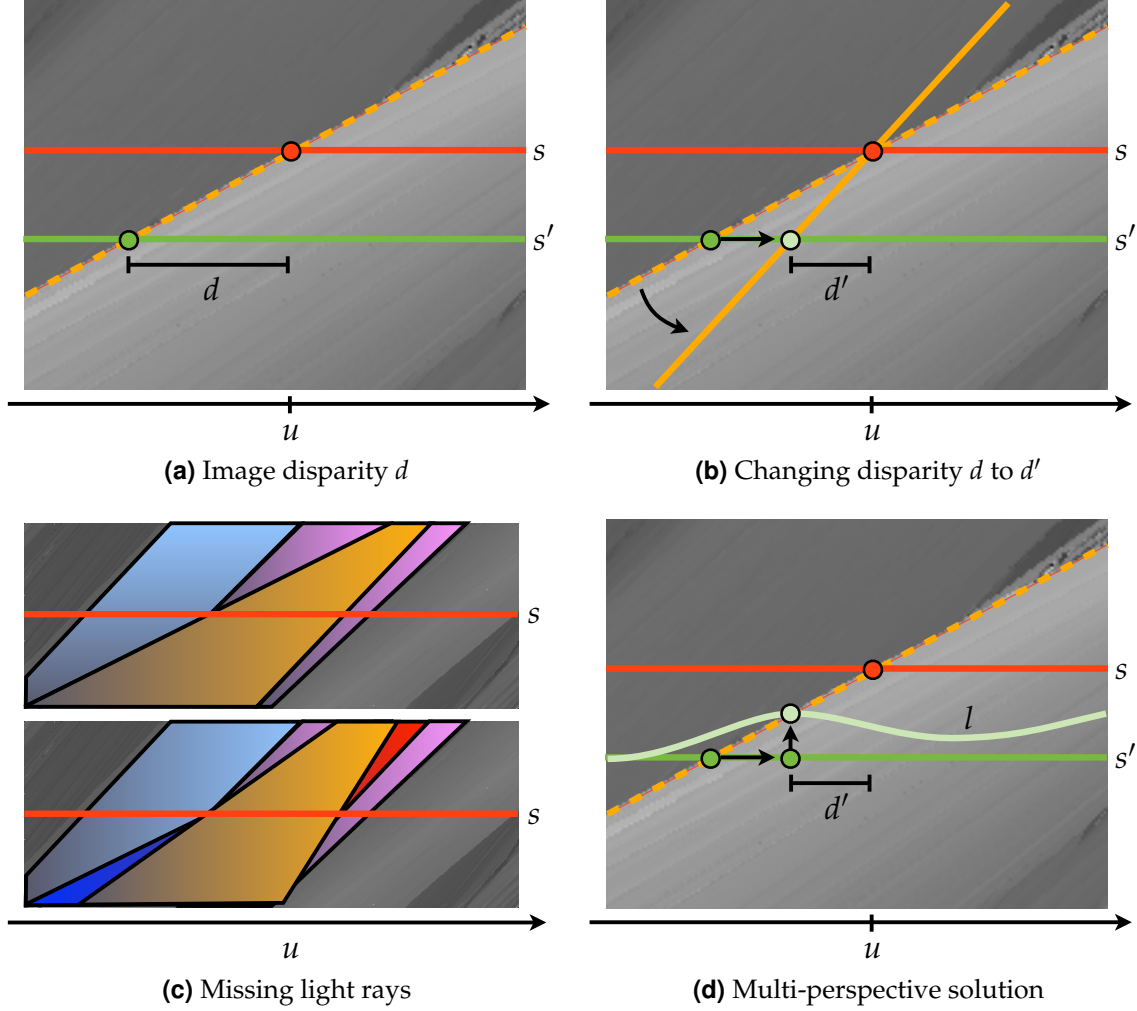 s
s′
d
u
(a) Image disparity d
s
s′
d′
u
(b) Changing disparity d to d′
s
s
u
(c) Missing light rays
s
l
s′
d′
u
(d) Multi-perspective solution